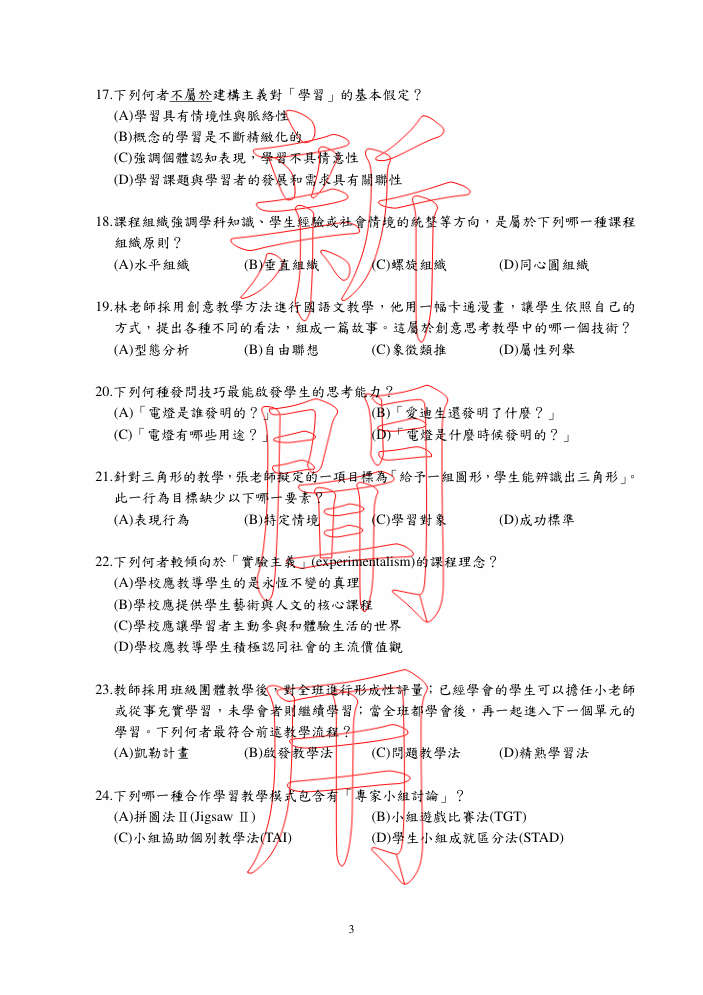 17.下列何者不屬於建構主義對「學習」的基本假定？
(A)學習具有情境性與脈絡性
(B)概念的學習是不斷精緻化的
(C)強調個體認知表現，學習不具情意性
(D)學習課題與學習者的發展和需求具有關聯性
18.課程組織強調學科知識、學生經驗或社會情境的統整等方向，是屬於下列哪一種課程
組織原則？
(A)水平組織 (B)垂直組織 (C)螺旋組織 (D)同心圓組織
19.林老師採用創意教學方法進行國語文教學，他用一幅卡通漫畫，讓學生依照自己的
方式，提出各種不同的看法，組成一篇故事。這屬於創意思考教學中的哪一個技術？
(A)型態分析 (B)自由聯想 (C)象徵類推 (D)屬性列舉
20.下列何種發問技巧最能啟發學生的思考能力？
(A)「電燈是誰發明的？」 (B)「愛迪生還發明了什麼？」
(C)「電燈有哪些用途？」 (D)「電燈是什麼時候發明的？」
21.針對三角形的教學，張老師擬定的一項目標為「給予一組圖形，學生能辨識出三角形」。
此一行為目標缺少以下哪一要素？
(A)表現行為 (B)特定情境 (C)學習對象 (D)成功標準
22.下列何者較傾向於「實驗主義」(experimentalism)的課程理念？
(A)學校應教導學生的是永恆不變的真理
(B)學校應提供學生藝術與人文的核心課程
(C)學校應讓學習者主動參與和體驗生活的世界
(D)學校應教導學生積極認同社會的主流價值觀
23.教師採用班級團體教學後，對全班進行形成性評量；已經學會的學生可以擔任小老師
或從事充實學習，未學會者則繼續學習；當全班都學會後，再一起進入下一個單元的
學習。下列何者最符合前述教學流程？
(A)凱勒計畫 (B)啟發教學法 (C)問題教學法 (D)精熟學習法
24.下列哪一種合作學習教學模式包含有「專家小組討論」？
(A)拼圖法Ⅱ(Jigsaw Ⅱ) (B)小組遊戲比賽法(TGT)
(C)小組協助個別教學法(TAI) (D)學生小組成就區分法(STAD)
新
聞
用
3